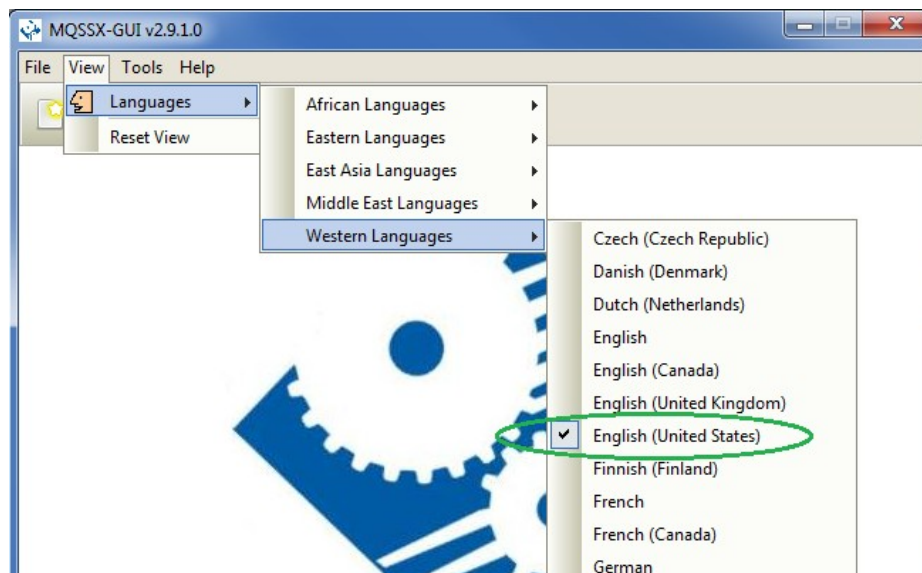 MQSSX-GUI v2.9.1.0
File View Tools Help
Languages
Reset View
African Languages
Eastern Languages
East Asia Languages
Middle East Languages
Western Languages
Czech (Czech Republic)
Danish (Denmark)
Dutch (Netherlands)
English
English (Canada)
English (United Kingdom)
English (United States)
Finnish (Finland)
French
French (Canada)
German